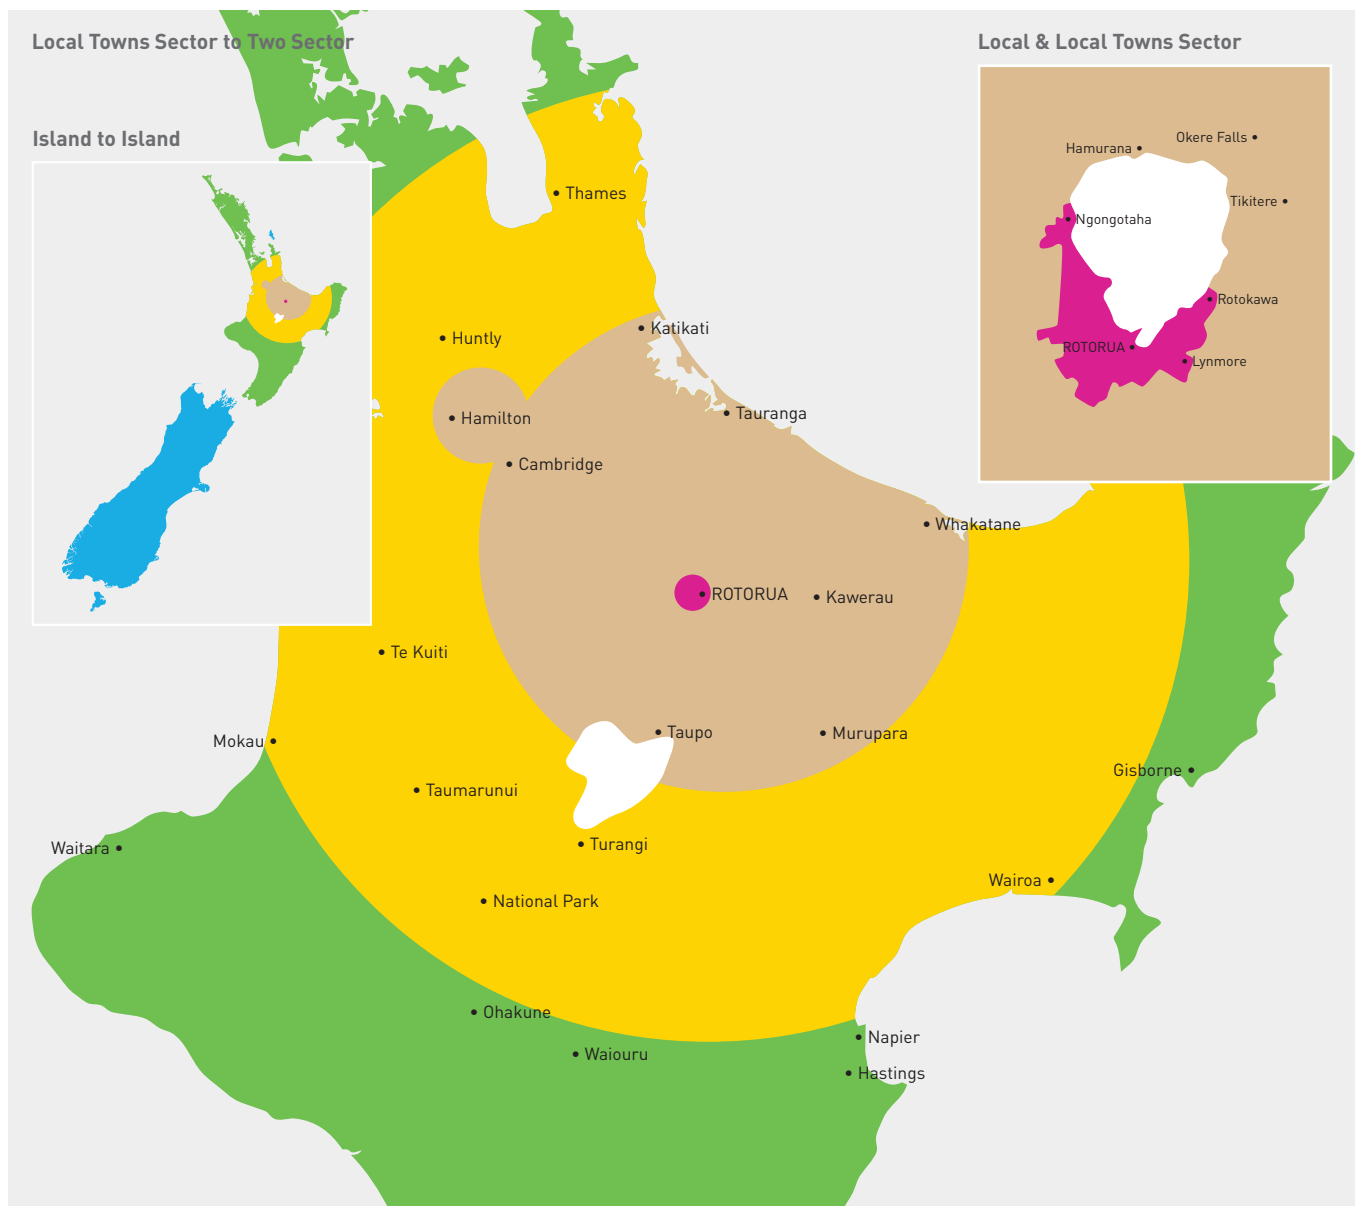 Local Towns Sector to Two Sector
Local & Local Towns Sector
Island to Island
Okere Falls
Hamurana
Tikitere
Ngongotaha
Rotokawa
ROTORUA
Lynmore
Thames
Katikati
Huntly
Tauranga
Hamilton
Cambridge
Whakatane
ROTORUA
Kawerau
Te Kuiti
Taupo
Murupara
Mokau
Gisborne
Taumarunui
Turangi
Waitara
Wairoa
National Park
Ohakune
Napier
Waiouru
Hastings